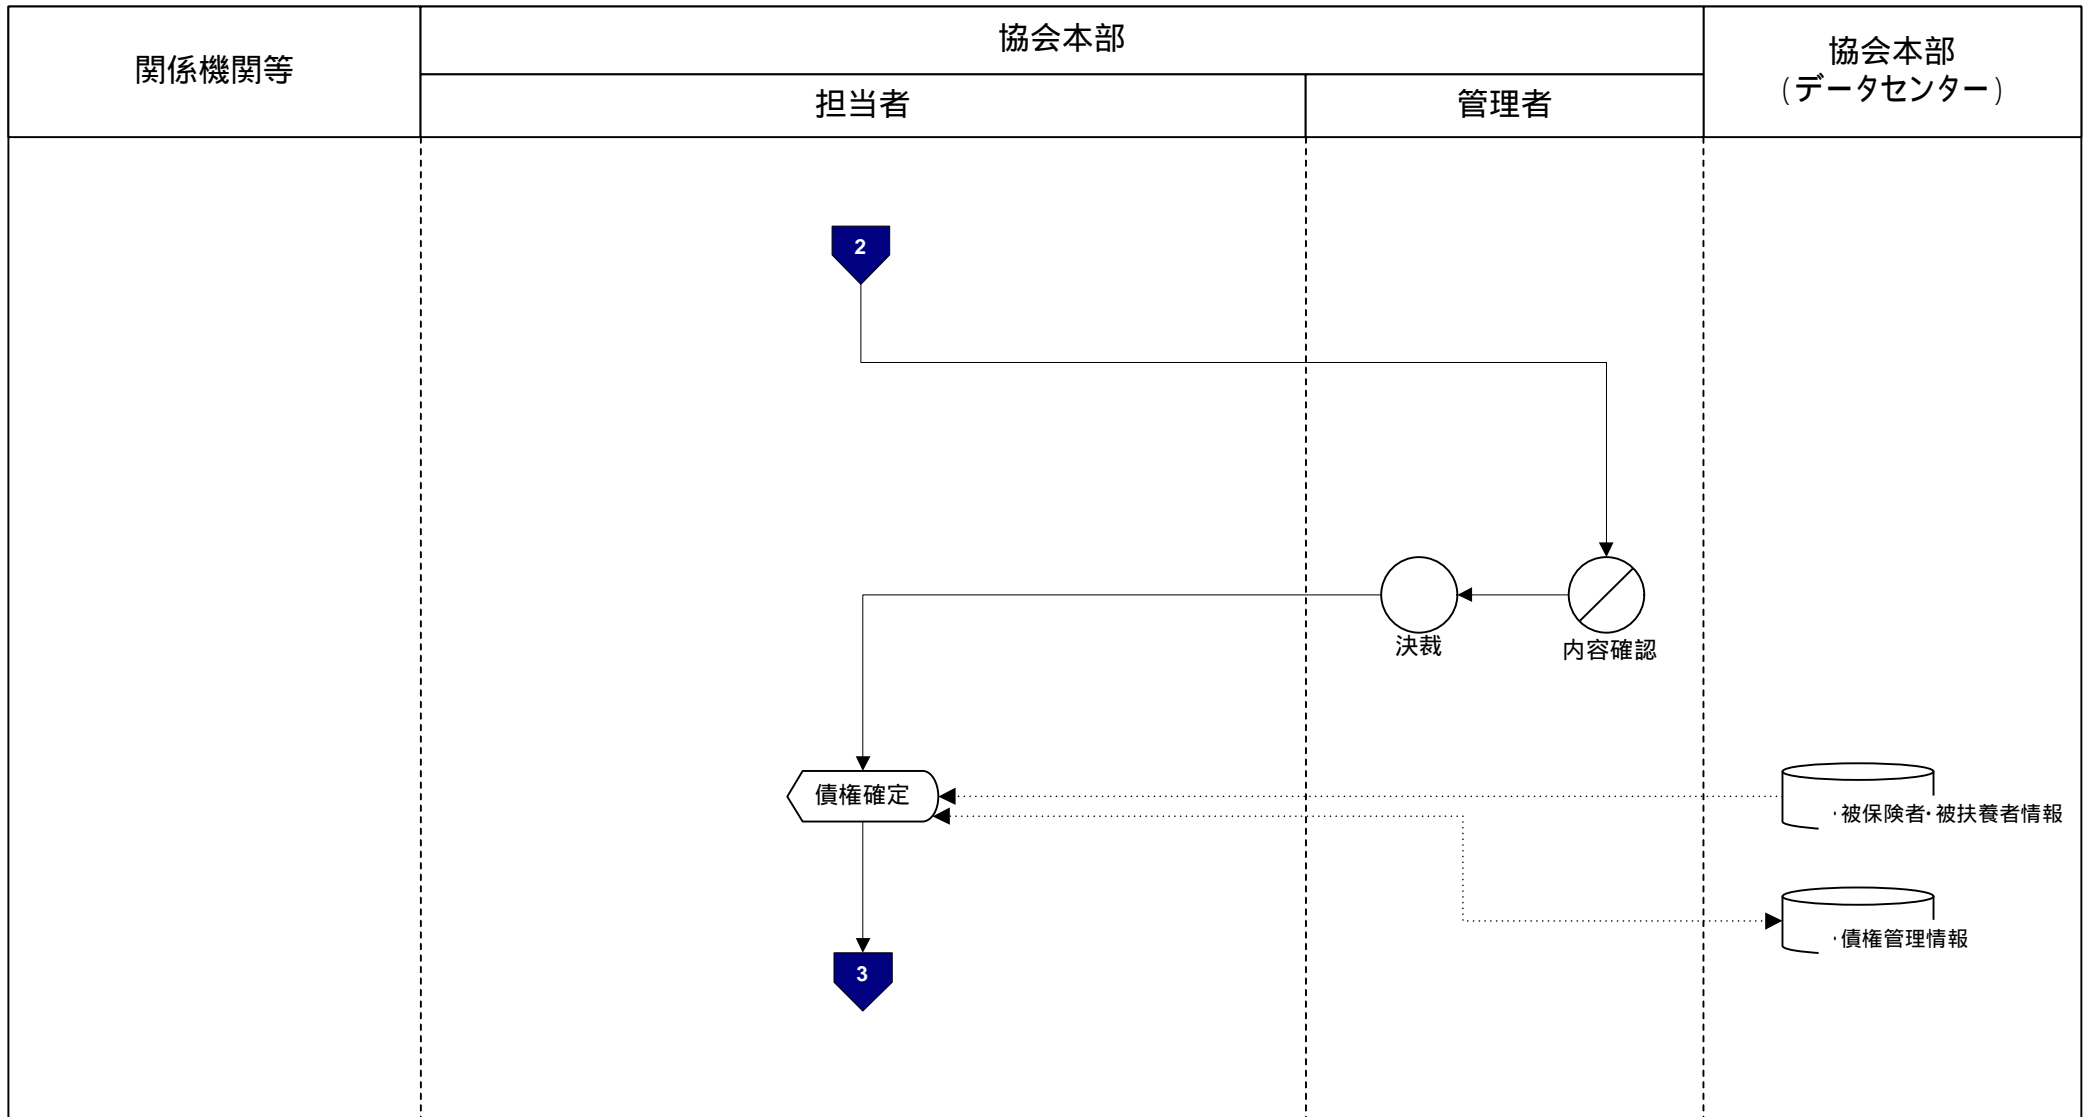 関係機関等
協会本部
担当者
管理者
協会本部
(データセンター)
2
決裁
内容確認
債権確定
・被保険者・被扶養者情報
・債権管理情報
3